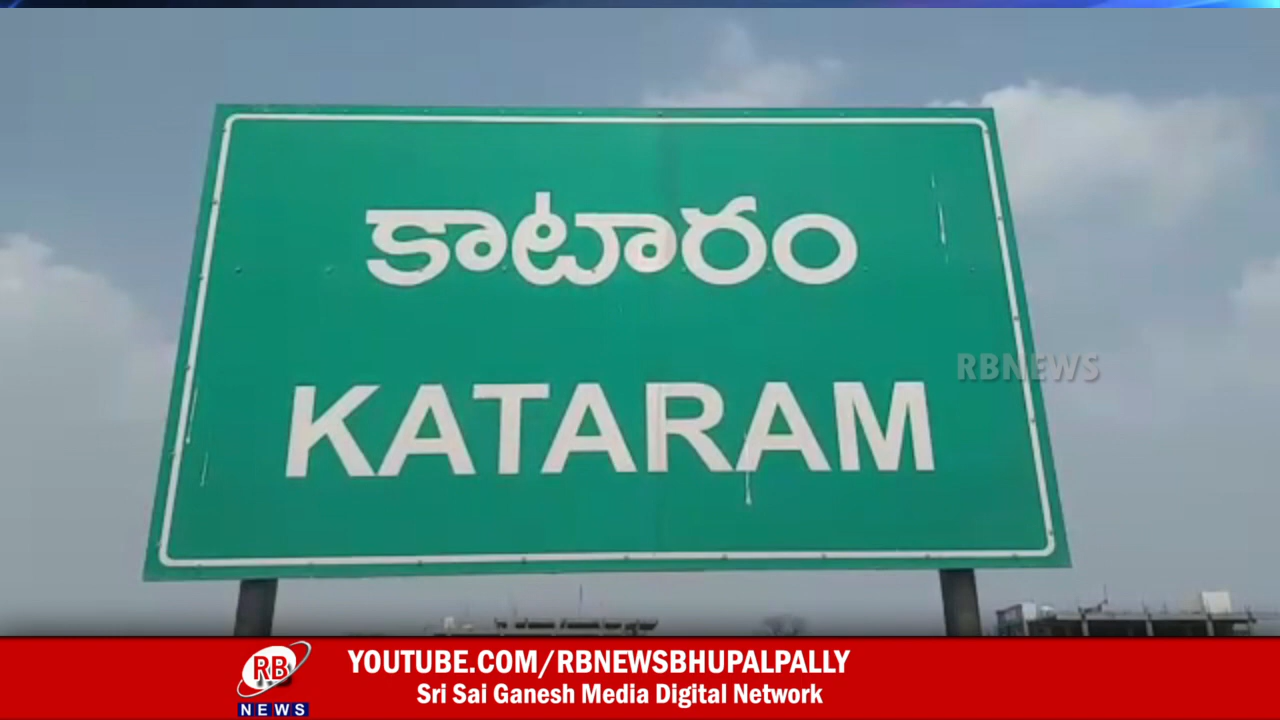 కాటారం
KATARAM
RBNEWS
RB
NEWS
YOUTUBE.COM/RBNEWSBHUPALPALLY
Sri Sai Ganesh Media Digital Network